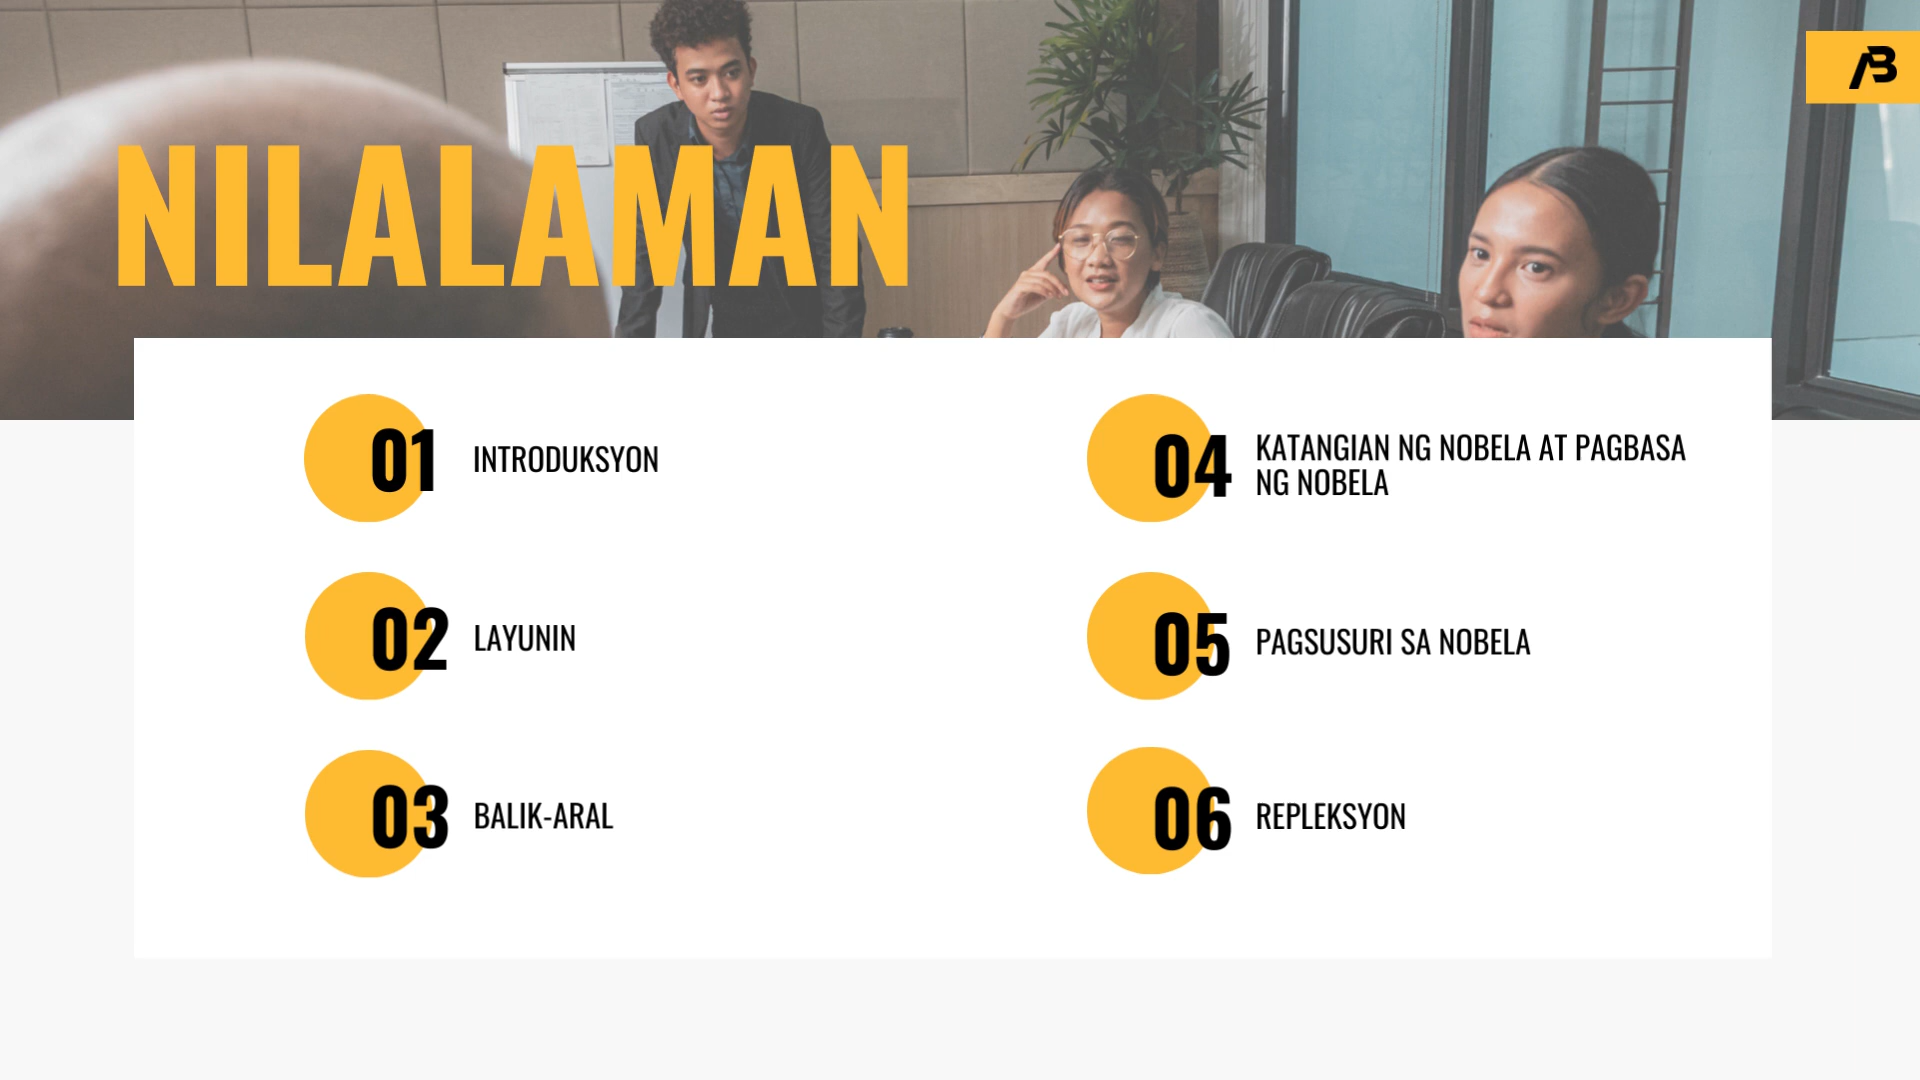 NILALAMAN
01 INTRODUKSYON
02 LAYUNIN
03 BALIK-ARAL
04 KATANGIAN NG NOBELA AT PAGBASA
NG NOBELA
05 PAGSUSURI SA NOBELA
06 REPLEKSYON